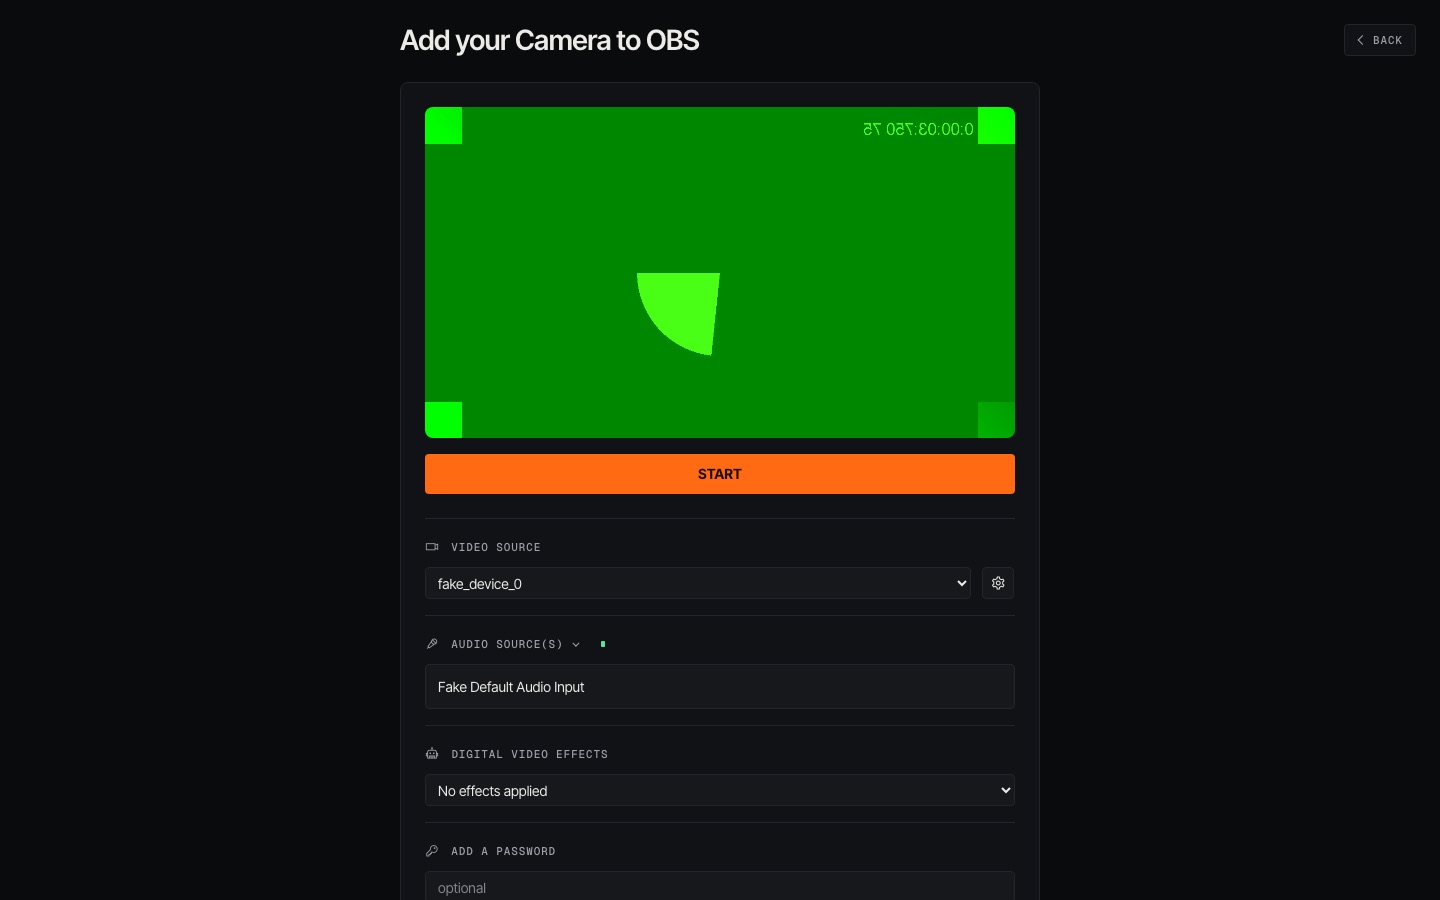 Add your Camera to OBS
BACK
0:00:03:750 75
START
VIDEO SOURCE
fake_device_0
AUDIO SOURCE(S)
Fake Default Audio Input
DIGITAL VIDEO EFFECTS
No effects applied
ADD A PASSWORD
optional